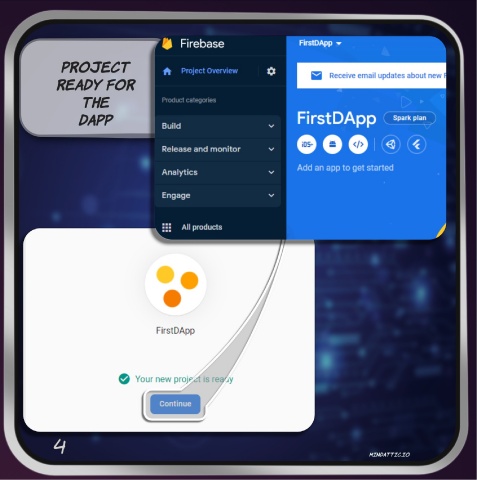 PROJECT
READY FOR
THE
DAPP
Firebase
Project Overview
Product categories
Build
Release and monitor
Analytics
Engage
All products
FirstDApp
Receive email updates about new
FirstDApp
Spark plan
iOS+
Add an app to get started
FirstDApp
Your new project is ready
Continue
4
MINDATTIC.IO